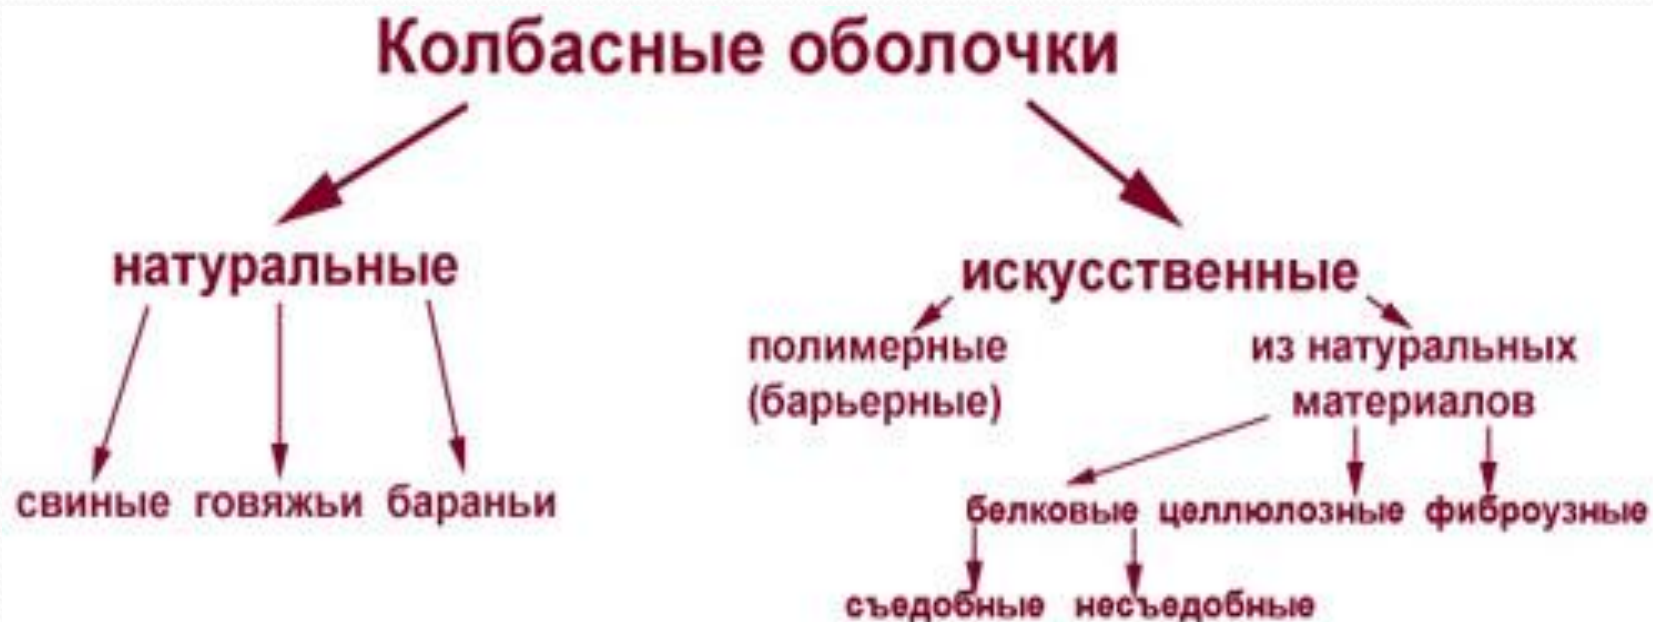 Колбасные оболочки
натуральные
искусственные
полимерные
(барьерные)
из натуральных
материалов
свиные говяжьи бараньи
белковые целлюлозные фиброузные
съедобные несъедобные